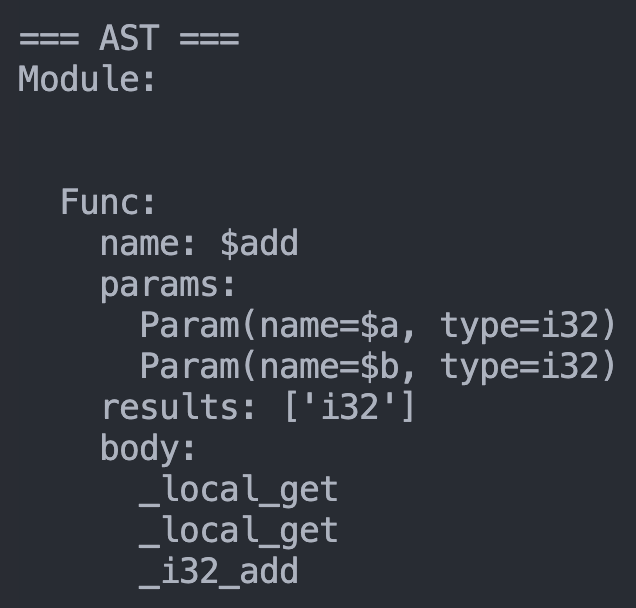 === AST ===
Module:
Func:
name: $add
params:
Param(name=$a, type=i32)
Param(name=$b, type=i32)
results: ['i32']
body:
_local_get
_local_get
_i32_add